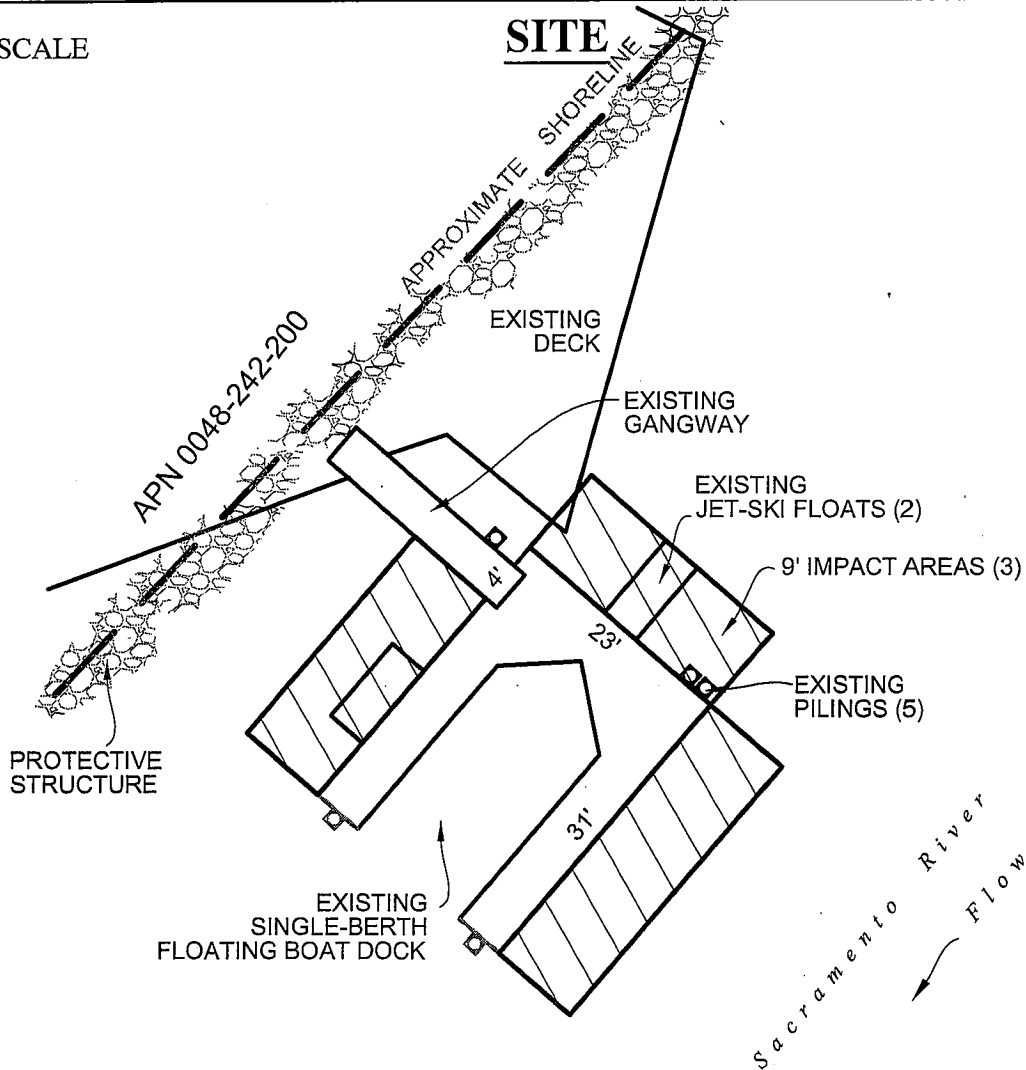 SCALE
SITE
APPROXIMATE SHORELINE
APN 0048-242-200
EXISTING
DECK
EXISTING
GANGWAY
EXISTING
JET-SKI FLOATS (2)
9' IMPACT AREAS (3)
4'
23'
EXISTING
PILINGS (5)
PROTECTIVE
STRUCTURE
31'
EXISTING
SINGLE-BERTH
FLOATING BOAT DOCK
Sacramento River
Flow